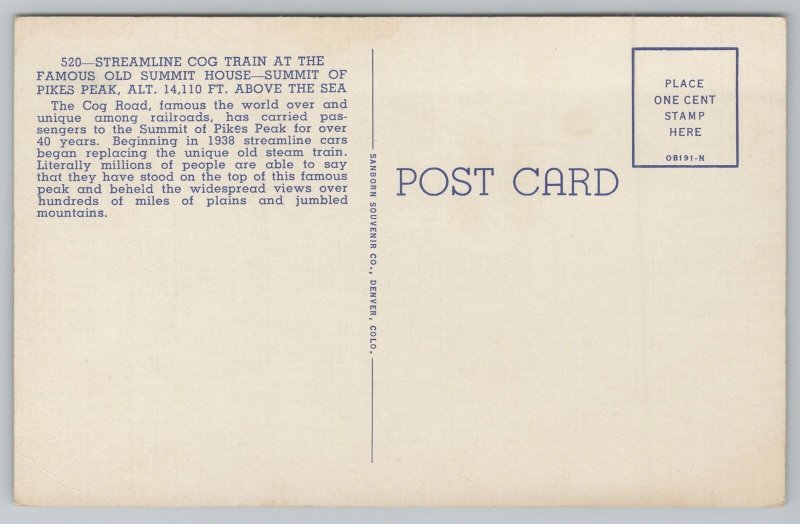 520—STREAMLINE COG TRAIN AT THE
FAMOUS OLD SUMMIT HOUSE—SUMMIT OF
PIKES PEAK, ALT. 14,110 FT. ABOVE THE SEA
The Cog Road, famous the world over and
unique among railroads, has carried pas-
sengers to the Summit of Pikes Peak for over
40 years. Beginning in 1938 streamline cars
began replacing the unique old steam train.
Literally millions of people are able to say
that they have stood on the top of this famous
peak and beheld the widespread views over
hundreds of miles of plains and jumbled
mountains.
SANBORN SOUVENIR CO., DENVER, COLO.
POST CARD
PLACE
ONE CENT
STAMP
HERE
OB191-N